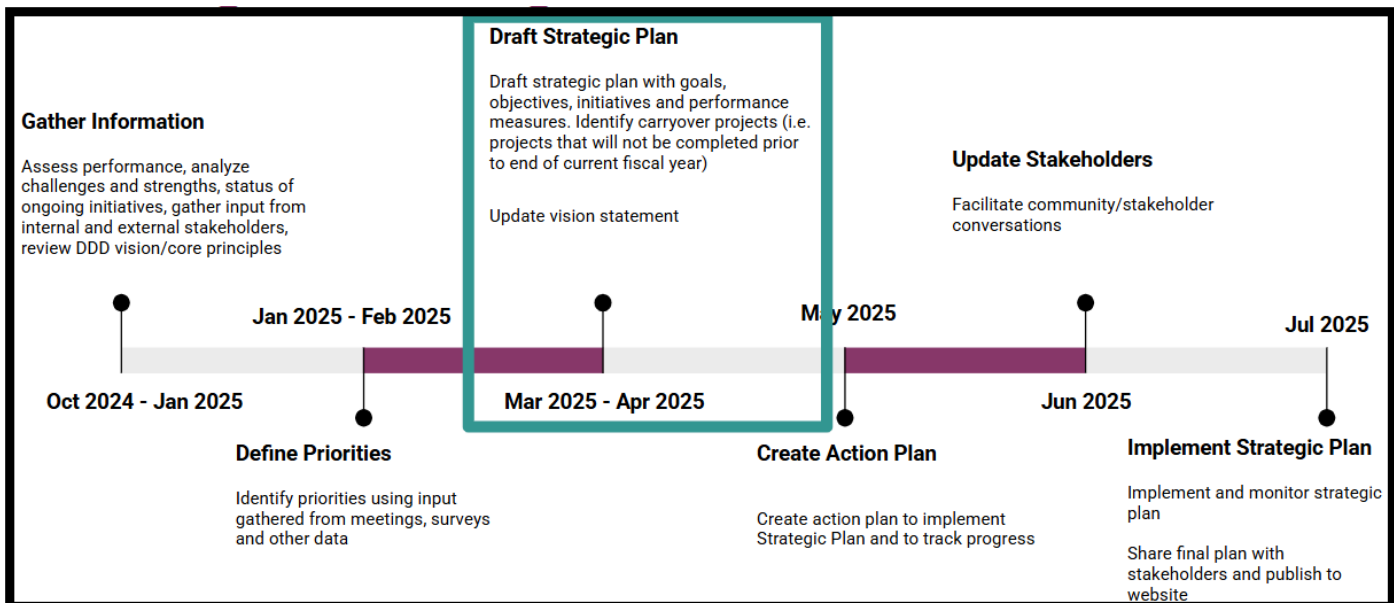 Draft Strategic Plan
Draft strategic plan with goals,
objectives, initiatives and performance
measures. Identify carryover projects (i.e.
projects that will not be completed prior
to end of current fiscal year)
Update vision statement
Gather Information
Assess performance, analyze
challenges and strengths, status of
ongoing initiatives, gather input from
internal and external stakeholders,
review DDD vision/core principles
Update Stakeholders
Facilitate community/stakeholder
conversations
Jan 2025 - Feb 2025
May 2025
Jul 2025
Oct 2024 - Jan 2025
Mar 2025 - Apr 2025
Jun 2025
Define Priorities
Identify priorities using input
gathered from meetings, surveys
and other data
Create Action Plan
Create action plan to implement
Strategic Plan and to track progress
Implement Strategic Plan
Implement and monitor strategic
plan
Share final plan with
stakeholders and publish to
website